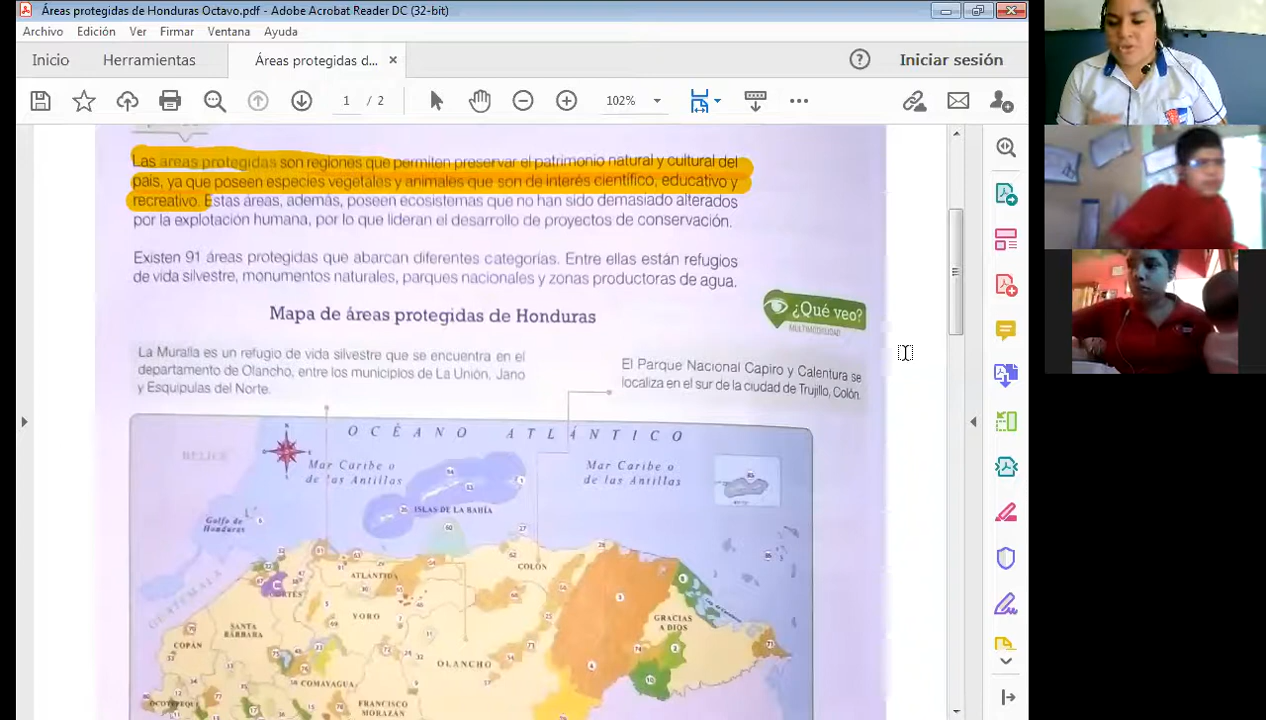 Áreas protegidas de Honduras Octavo.pdf - Adobe Acrobat Reader DC (32-bit)
Archivo Edición Ver Firmar Ventana Ayuda
Inicio Herramientas Áreas protegidas d... × Iniciar sesión
1 / 2 102%
Las áreas protegidas son regiones que permiten preservar el patrimonio natural y cultural del
país, ya que poseen especies vegetales y animales que son de interés científico, educativo y
recreativo. Estas áreas, además, poseen ecosistemas que no han sido demasiado alterados
por la explotación humana, por lo que lideran el desarrollo de proyectos de conservación.
Existen 91 áreas protegidas que abarcan diferentes categorías. Entre ellas están refugios
de vida silvestre, monumentos naturales, parques nacionales y zonas productoras de agua.
¿Qué veo?
MULTIMODALIDAD
Mapa de áreas protegidas de Honduras
La Muralla es un refugio de vida silvestre que se encuentra en el
departamento de Olancho, entre los municipios de La Unión, Jano
y Esquipulas del Norte.
El Parque Nacional Capiro y Calentura se
localiza en el sur de la ciudad de Trujillo, Colón.
OCÉANO ATLÁNTICO
BELICE
Mar Caribe o
de las Antillas
Mar Caribe o
de las Antillas
ISLAS DE LA BAHÍA
Golfo de
Honduras
GUATEMALA
COLÓN
ATLÁNTIDA
CORTÉS
YORO
GRACIAS
A DIOS
SANTA
BÁRBARA
COPÁN
OLANCHO
COMAYAGUA
OCOTEPEQUE
FRANCISCO
MORAZÁN